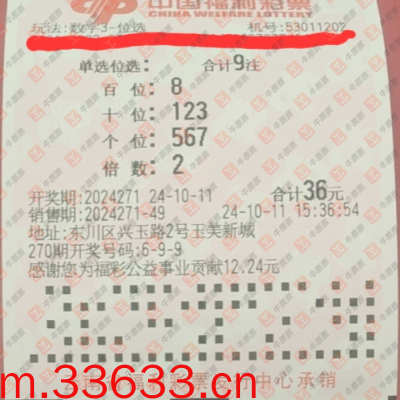 中国福利彩票
CHINA WELFARE LOTTERY
玩法:数字3-位选 机号:53011202
单选位选: 合计9注
百位: 8
十位: 123
个位: 567
倍数: 2
开奖期:2024271 24-10-11 合计36元
销售期:2024271-49 24-10-11 15:36:54
地址:东川区兴玉路2号玉美新城
270期开奖号码:6-9-9
感谢您为福彩公益事业贡献12.24元
中心承销
m.33633.cn